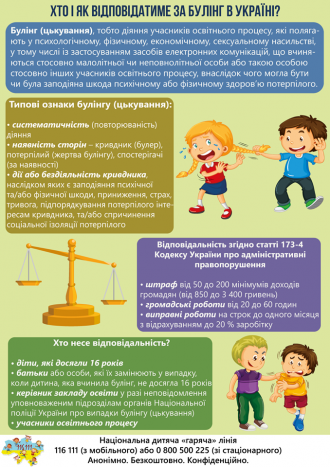 ХТО І ЯК ВІДПОВІДАТИМЕ ЗА БУЛІНГ В УКРАЇНІ?
Булінг (цькування), тобто діяння учасників освітнього процесу, які поляга-
ють у психологічному, фізичному, економічному, сексуальному насильстві,
у тому числі із застосуванням засобів електронних комунікацій, що вчиня-
ються стосовно малолітньої чи неповнолітньої особи або такою особою
стосовно інших учасників освітнього процесу, внаслідок чого могла бути
чи була заподіяна шкода психічному або фізичному здоров'ю потерпілого.
Типові ознаки булінгу (цькування):
• систематичність (повторюваність)
діяння
• наявність сторін – кривдник (булер),
потерпілий (жертва булінгу), спостерігачі
(за наявності)
• дії або бездіяльність кривдника,
наслідком яких є заподіяння психічної
та/або фізичної шкоди, приниження, страх,
тривога, підпорядкування потерпілого інте-
ресам кривдника, та/або спричинення
соціальної ізоляції потерпілого
Відповідальність згідно статті 173-4
Кодексу України про адміністративні
правопорушення
• штраф від 50 до 200 мінімумів доходів
громадян (від 850 до 3 400 гривень)
• громадські роботи від 20 до 60 годин
• виправні роботи на строк до одного місяця
з відрахуванням до 20 % заробітку
Хто несе відповідальність?
• діти, які досягли 16 років
• батьки або особи, які їх замінюють у випадку,
коли дитина, яка вчинила булінг, не досягла 16 років
• керівник закладу освіти у разі неповідомлення
уповноваженим підрозділам органів Національної
поліції України про випадки булінгу (цькування)
• учасники освітнього процесу
Національна дитяча "гаряча" лінія
116 111 (з мобільного) або 0 800 500 225 (зі стаціонарного)
Анонімно. Безкоштовно. Конфіденційно.